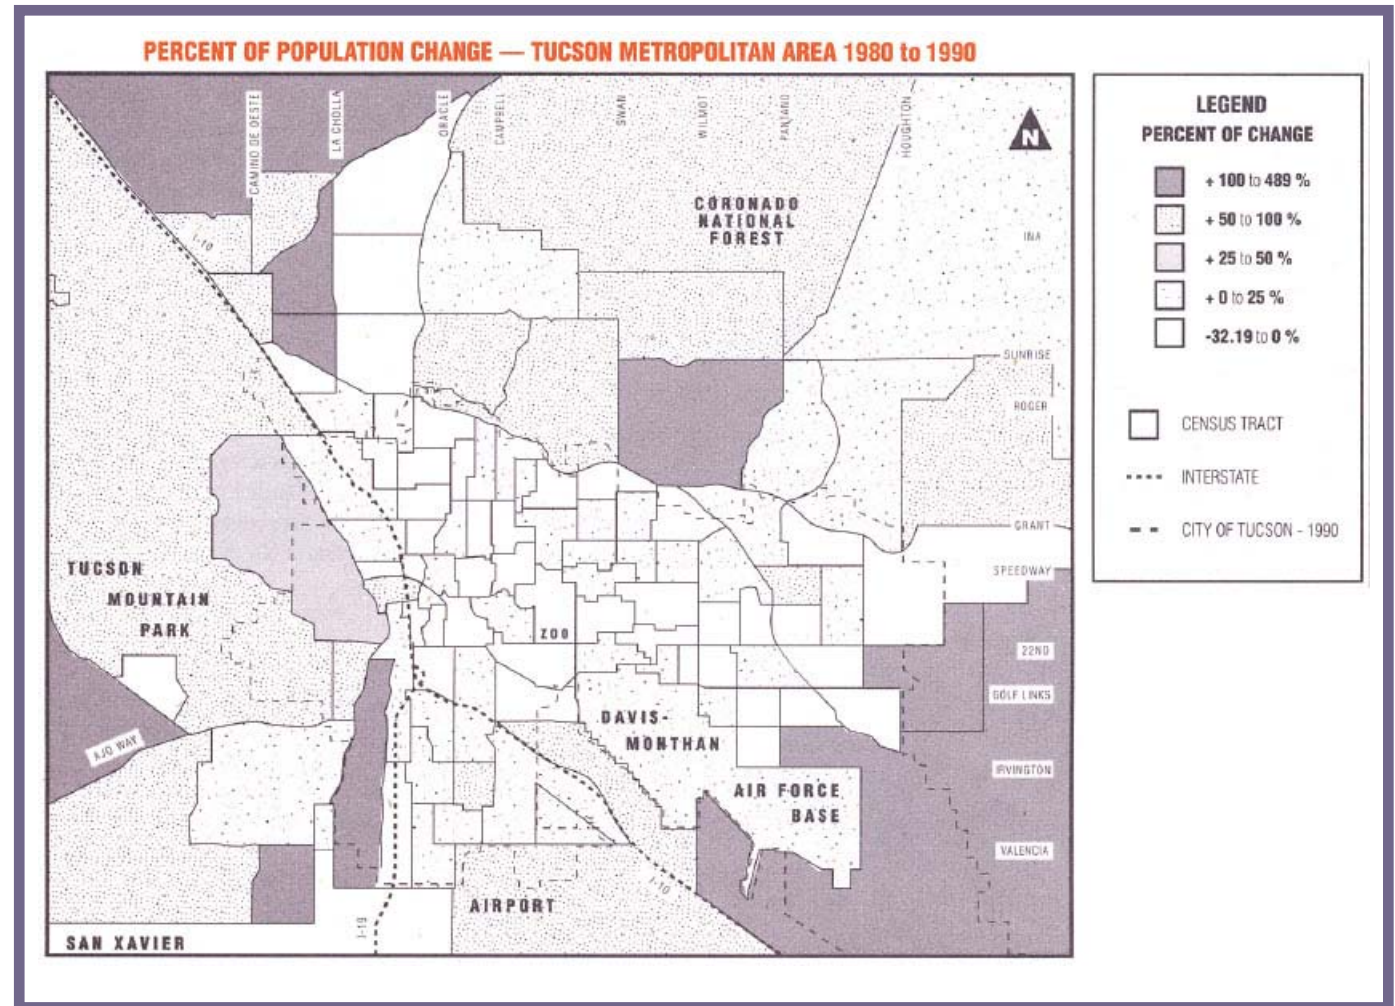 PERCENT OF POPULATION CHANGE — TUCSON METROPOLITAN AREA 1980 to 1990
CAMINO DE OESTE
LA CHOLLA
ORACLE
CAMPBELL
SWAN
WILMOT
PANTANO
HOUGHTON
N
I-10
CORONADO
NATIONAL
FOREST
INA
SUNRISE
ROGER
GRANT
SPEEDWAY
TUCSON
MOUNTAIN
PARK
ZOO
22ND
GOLF LINKS
DAVIS-
MONTHAN
AJO WAY
IRVINGTON
AIR FORCE
BASE
VALENCIA
I-10
AIRPORT
I-19
SAN XAVIER
LEGEND
PERCENT OF CHANGE
+ 100 to 489 %
+ 50 to 100 %
+ 25 to 50 %
+ 0 to 25 %
-32.19 to 0 %
CENSUS TRACT
INTERSTATE
CITY OF TUCSON - 1990